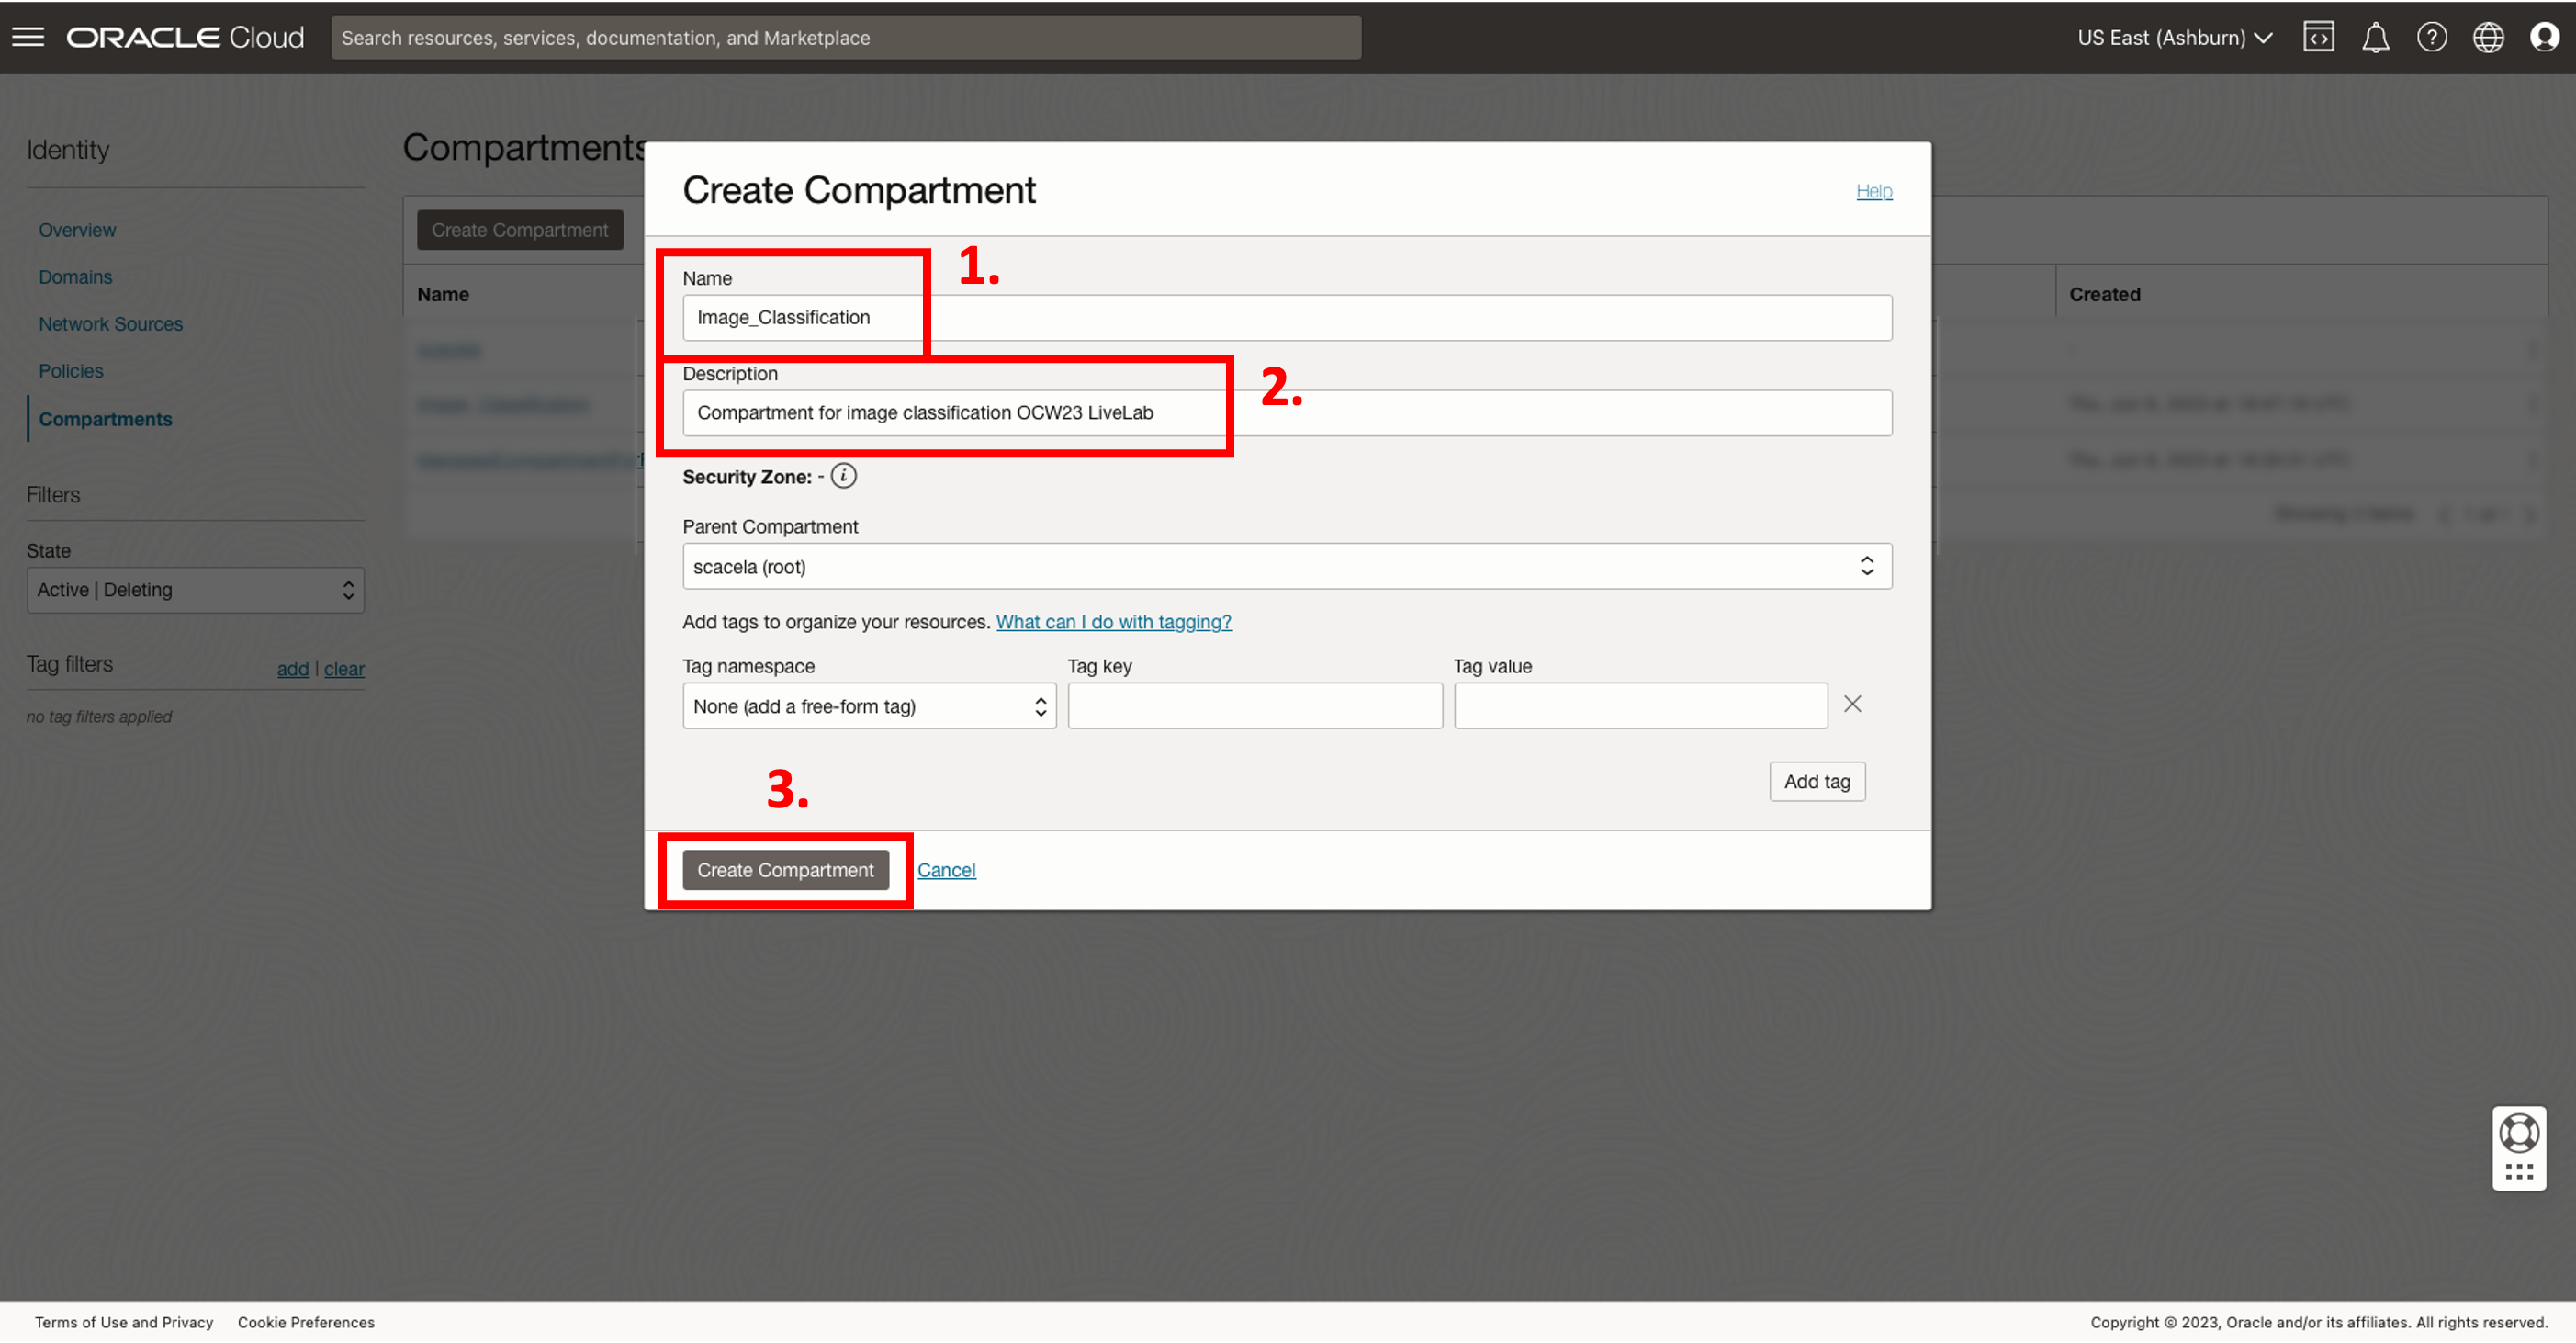 ORACLE Cloud
Search resources, services, documentation, and Marketplace
US East (Ashburn)
Identity
Overview
Domains
Network Sources
Policies
Compartments
Filters
State
Active | Deleting
Tag filters
add | clear
no tag filters applied
Compartments
Create Compartment
Name
Created
Create Compartment
Help
1.
Name
Image_Classification
2.
Description
Compartment for image classification OCW23 LiveLab
Security Zone: -
Parent Compartment
scacela (root)
Add tags to organize your resources. What can I do with tagging?
Tag namespace
Tag key
Tag value
None (add a free-form tag)
Add tag
3.
Create Compartment
Cancel
Terms of Use and Privacy
Cookie Preferences
Copyright © 2023, Oracle and/or its affiliates. All rights reserved.